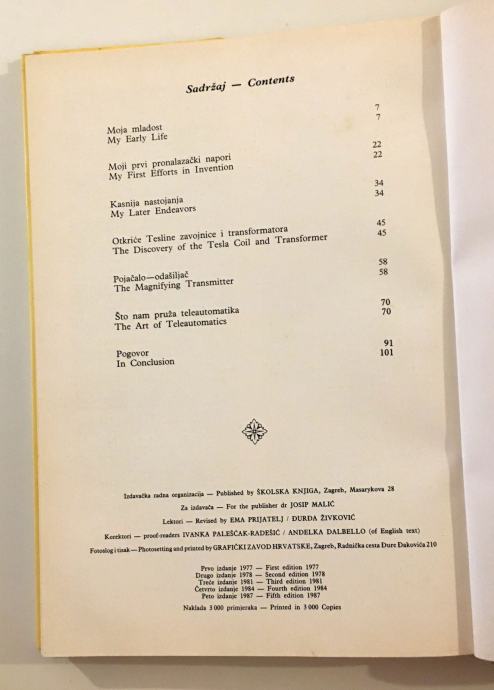 Sadržaj — Contents
Moja mladost 7
My Early Life 7
Moji prvi pronalazački napori 22
My First Efforts in Invention 22
Kasnija nastojanja 34
My Later Endeavors 34
Otkriće Tesline zavojnice i transformatora 45
The Discovery of the Tesla Coil and Transformer 45
Pojačalo—odašiljač 58
The Magnifying Transmitter 58
Što nam pruža teleautomatika 70
The Art of Teleautomatics 70
Pogovor 91
In Conclusion 101
Izdavačka radna organizacija — Published by ŠKOLSKA KNJIGA, Zagreb, Masarykova 28
Za izdavača — For the publisher dr JOSIP MALIĆ
Lektori — Revised by EMA PRIJATELJ / ĐURĐA ŽIVKOVIĆ
Korektori — proof-readers IVANKA PALEŠČAK-RADEŠIĆ / ANĐELKA DALBELLO (of English text)
Fotoslog i tisak — Photosetting and printed by GRAFIČKI ZAVOD HRVATSKE, Zagreb, Radnička cesta Đure Đakovića 210
Prvo izdanje 1977 — First edition 1977
Drugo izdanje 1978 — Second edition 1978
Treće izdanje 1981 — Third edition 1981
Četvrto izdanje 1984 — Fourth edition 1984
Peto izdanje 1987 — Fifth edition 1987
Naklada 3 000 primjeraka — Printed in 3 000 Copies